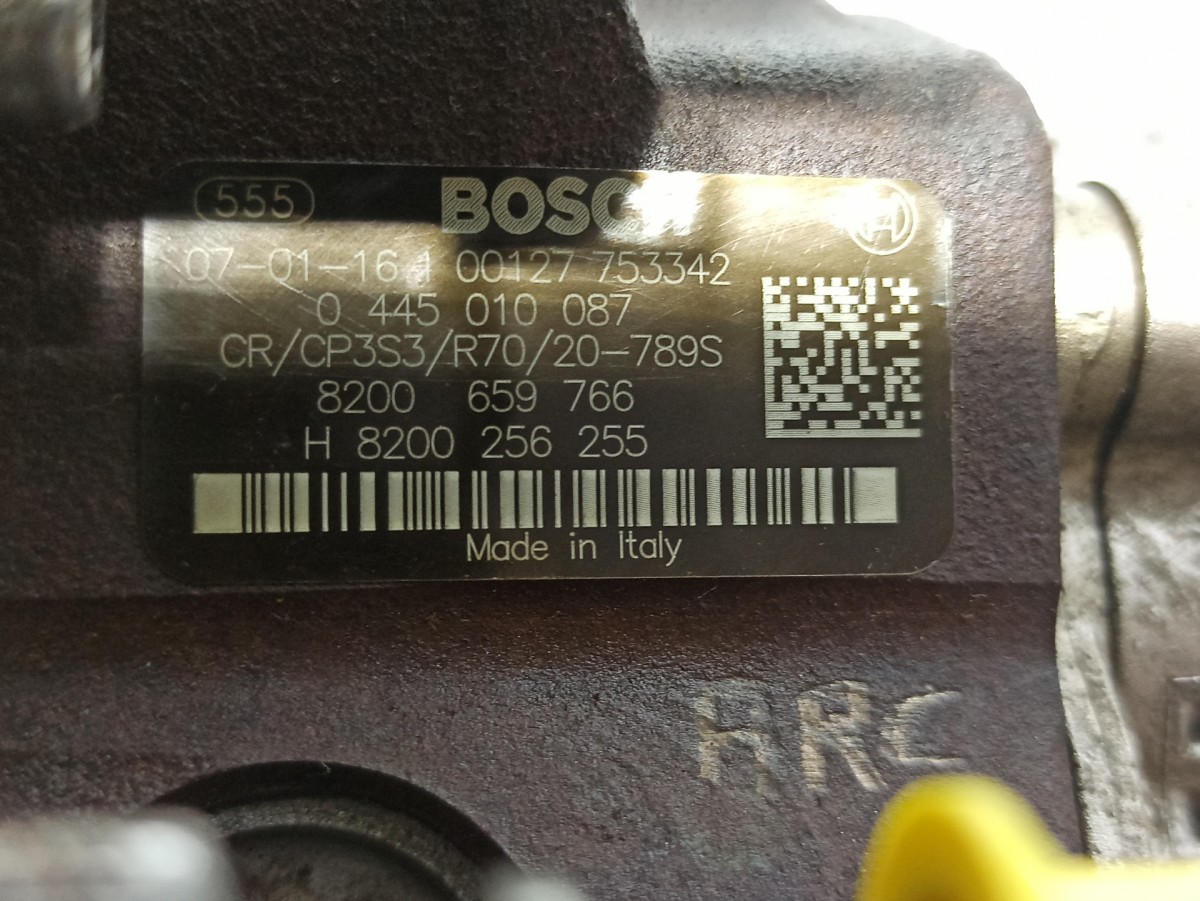 555
BOSCH
07-01-16 1 00127 753342
0 445 010 087
CR/CP3S3/R70/20-789S
8200 659 766
H 8200 256 255
Made in Italy
HRC